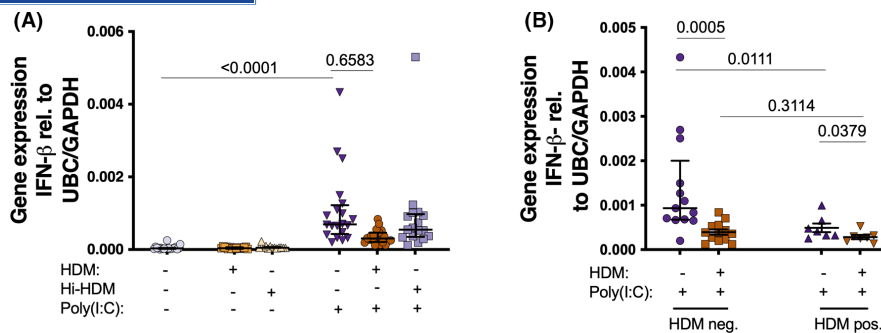 (A)
Gene expression
IFN-β rel. to
UBC/GAPDH
0.006
0.004
0.002
0.000
<0.0001
0.6583
HDM: - + - - + -
Hi-HDM - - + - - +
Poly(I:C): - - - + + +
(B)
Gene expression
IFN-β- rel.
to UBC/GAPDH
0.005
0.004
0.003
0.002
0.001
0.000
0.0005
0.0111
0.3114
0.0379
HDM: - + - +
Poly(I:C): + + + +
HDM neg. HDM pos.